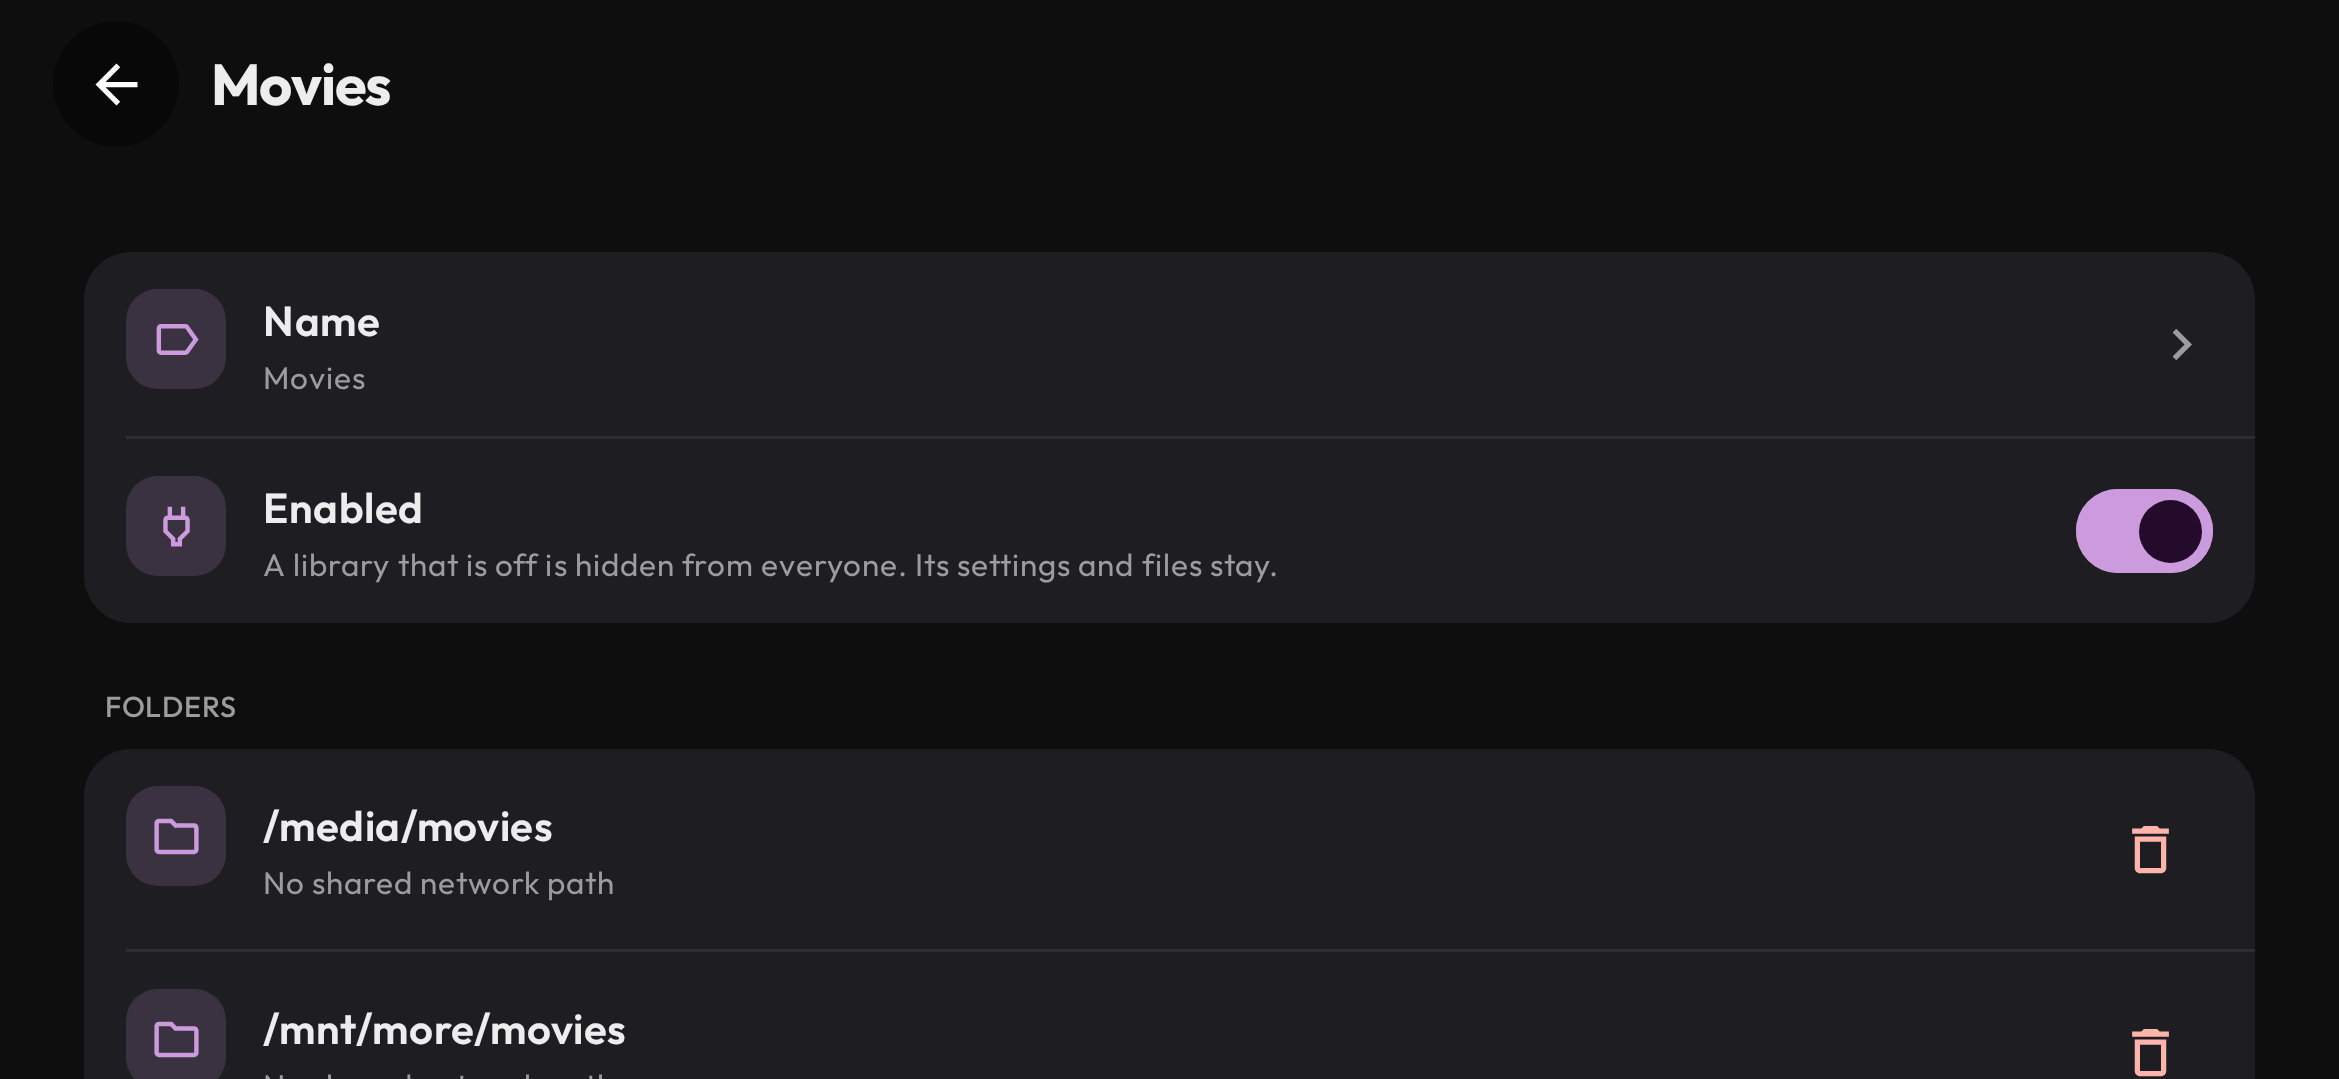 Movies
Name
Movies
Enabled
A library that is off is hidden from everyone. Its settings and files stay.
FOLDERS
/media/movies
No shared network path
/mnt/more/movies